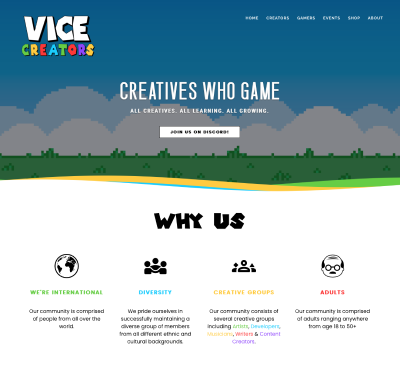 VICE
CREATORS
HOME CREATORS GAMERS EVENTS SHOP ABOUT
CREATIVES WHO GAME
ALL CREATIVES. ALL LEARNING. ALL GROWING.
JOIN US ON DISCORD!
WHY US
WE'RE INTERNATIONAL
Our community is comprised
of people from all over the
world.
DIVERSITY
We pride ourselves in
successfully maintaining a
diverse group of members
from all different ethnic and
cultural backgrounds.
CREATIVE GROUPS
Our community consists of
several creative groups
including Artists, Developers,
Musicians, Writers & Content
Creators.
ADULTS
Our community is comprised
of adults ranging anywhere
from age 18 to 50+